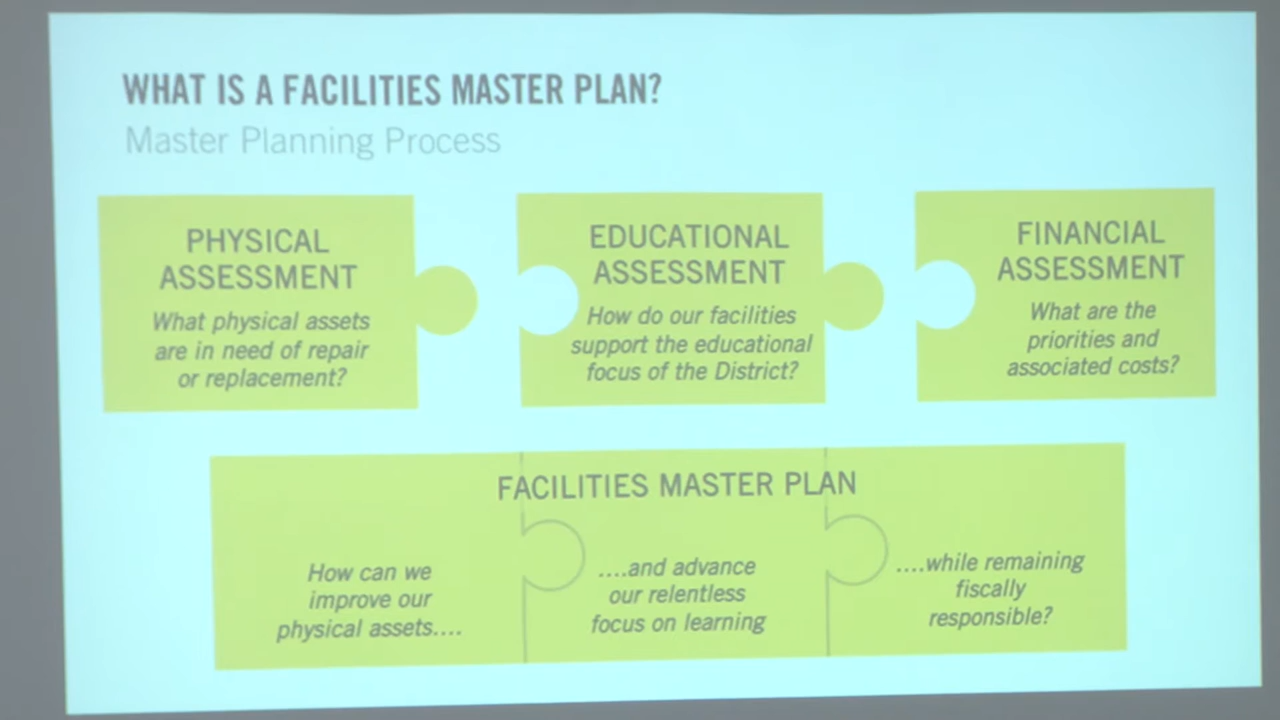 WHAT IS A FACILITIES MASTER PLAN?
Master Planning Process
PHYSICAL
ASSESSMENT
What physical assets
are in need of repair
or replacement?
EDUCATIONAL
ASSESSMENT
How do our facilities
support the educational
focus of the District?
FINANCIAL
ASSESSMENT
What are the
priorities and
associated costs?
FACILITIES MASTER PLAN
How can we
improve our
physical assets....
....and advance
our relentless
focus on learning
....while remaining
fiscally
responsible?